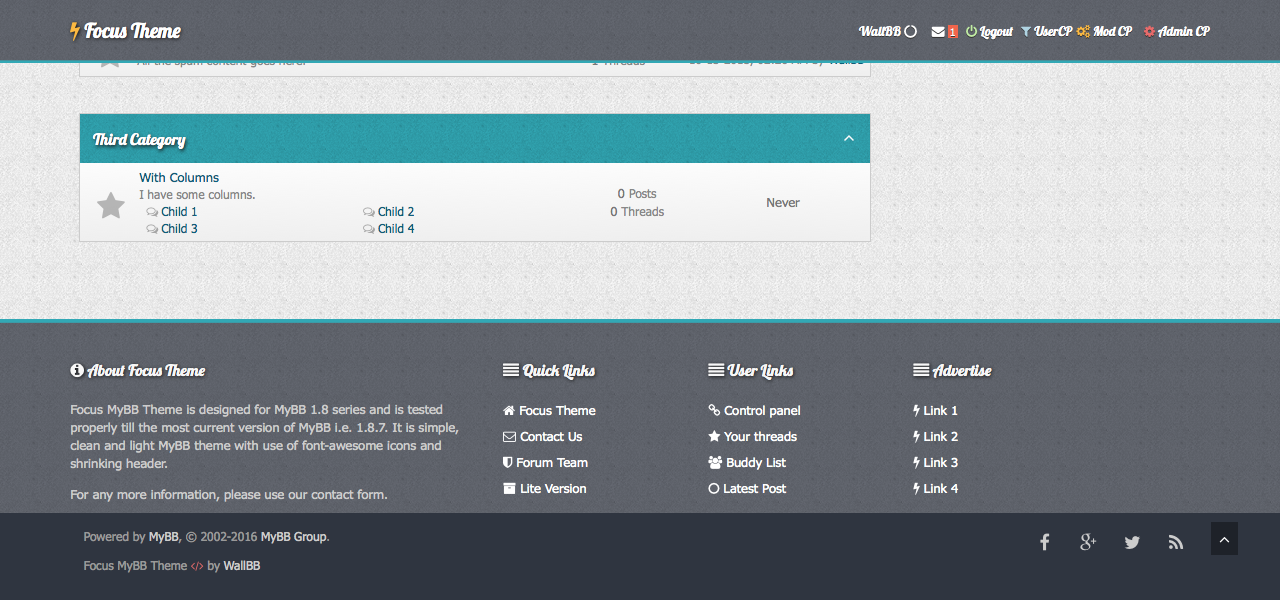 Focus Theme
WallBB 1 Logout UserCP Mod CP Admin CP
All the spam content goes here!
1 Threads
Third Category
With Columns
I have some columns.
Child 1 Child 2
Child 3 Child 4
0 Posts
0 Threads
Never
About Focus Theme
Focus MyBB Theme is designed for MyBB 1.8 series and is tested
properly till the most current version of MyBB i.e. 1.8.7. It is simple,
clean and light MyBB theme with use of font-awesome icons and
shrinking header.
For any more information, please use our contact form.
Quick Links
Focus Theme
Contact Us
Forum Team
Lite Version
User Links
Control panel
Your threads
Buddy List
Latest Post
Advertise
Link 1
Link 2
Link 3
Link 4
Powered by MyBB, © 2002-2016 MyBB Group.
Focus MyBB Theme </> by WallBB